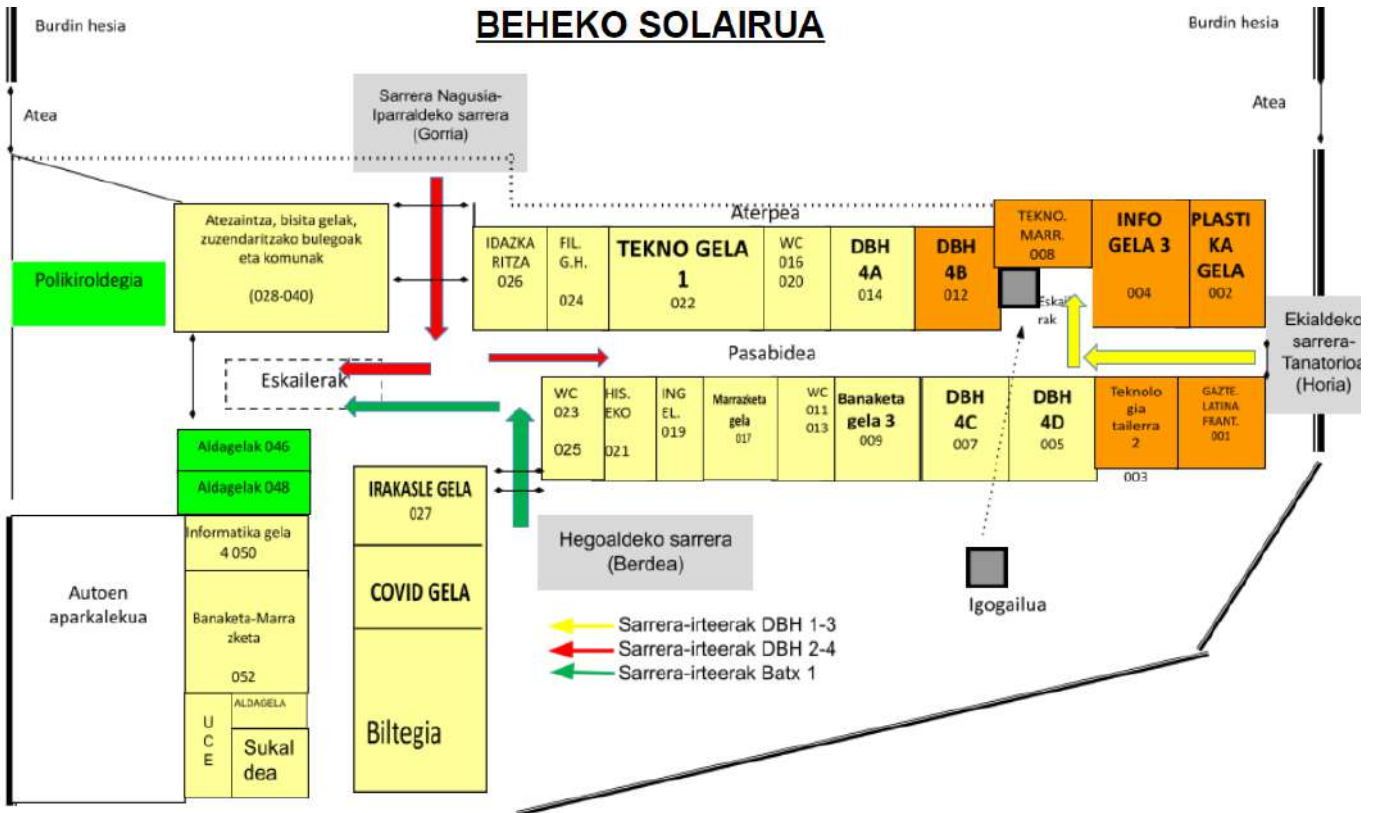 BEHEKO SOLAIRUA
Burdin hesia
Burdin hesia
Atea
Atea
Sarrera Nagusia-
Iparraldeko sarrera
(Gorria)
Atezaintza, bisita gelak,
zuzendaritzako bulegoak
eta komunak
(028-040)
Polikiroldegia
Aterpea
IDAZKA
RITZA
026
FIL.
G.H.
024
TEKNO GELA
1
022
WC
016
020
DBH
4A
014
DBH
4B
012
TEKNO.
MARR.
008
INFO
GELA 3
004
PLASTI
KA
GELA
002
Eskai
rak
Ekialdeko
sarrera-
Tanatorioa
(Horia)
Pasabidea
Eskailerak
WC
023
025
HIS.
EKO
021
ING
EL.
019
Marrazketa
gela
017
WC
011
013
Banaketa
gela 3
009
DBH
4C
007
DBH
4D
005
Teknolo
gia
tailerra
2
003
GAZTE.
LATINA
FRANT.
001
Aldagelak 046
Aldagelak 048
Informatika gela
4 050
Banaketa-Marra
zketa
052
U
C
E
ALDAGELA
Sukal
dea
Autoen
aparkalekua
IRAKASLE GELA
027
COVID GELA
Biltegia
Hegoaldeko sarrera
(Berdea)
Igogailua
Sarrera-irteerak DBH 1-3
Sarrera-irteerak DBH 2-4
Sarrera-irteerak Batx 1